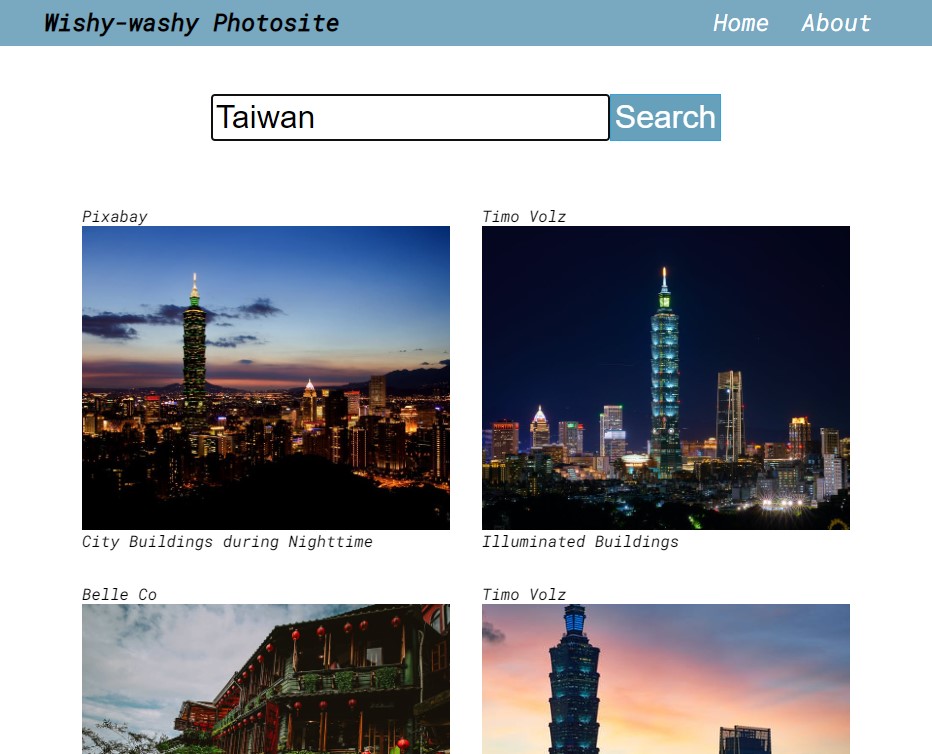 Wishy-washy Photosite
Home About
Taiwan Search
Pixabay
Timo Volz
City Buildings during Nighttime
Illuminated Buildings
Belle Co
Timo Volz